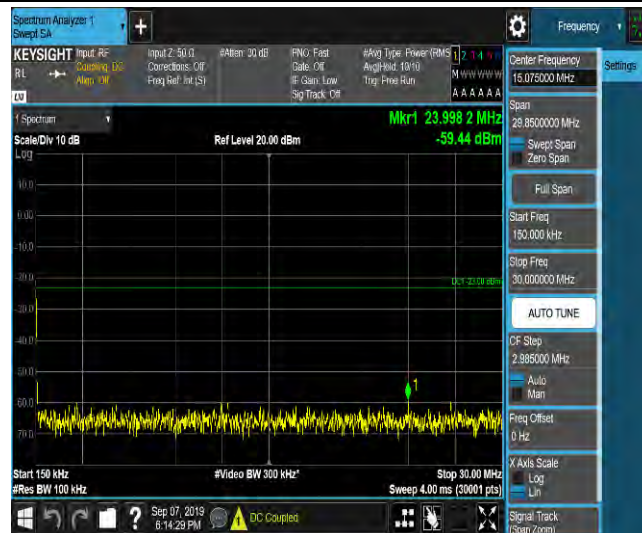 Spectrum Analyzer 1
Swept SA
+
Frequency
KEYSIGHT
Input: RF
Coupling: DC
Align: Off
Input Z: 50 Ω
Corrections: Off
Freq Ref: Int (S)
#Atten: 30 dB
PNO: Fast
Gate: Off
IF Gain: Low
Sig Track: Off
#Avg Type: Power (RMS
Avg|Hold: 10/10
Trig: Free Run
M W W W W W
A A A A A A
RL
LXI
1 Spectrum
Scale/Div 10 dB
Log
Ref Level 20.00 dBm
Mkr1 23.998 2 MHz
-59.44 dBm
10.0
0.00
-10.0
-20.0
DL1 -23.00 dBm
-30.0
-40.0
-50.0
1
-60.0
-70.0
Start 150 kHz
#Res BW 100 kHz
#Video BW 300 kHz*
Stop 30.00 MHz
Sweep 4.00 ms (30001 pts)
Sep 07, 2019
6:14:29 PM
DC Coupled
Center Frequency
15.075000 MHz
Settings
Span
29.8500000 MHz
Swept Span
Zero Span
Full Span
Start Freq
150.000 kHz
Stop Freq
30.000000 MHz
AUTO TUNE
CF Step
2.985000 MHz
Auto
Man
Freq Offset
0 Hz
X Axis Scale
Log
Lin
Signal Track
(Span Zoom)